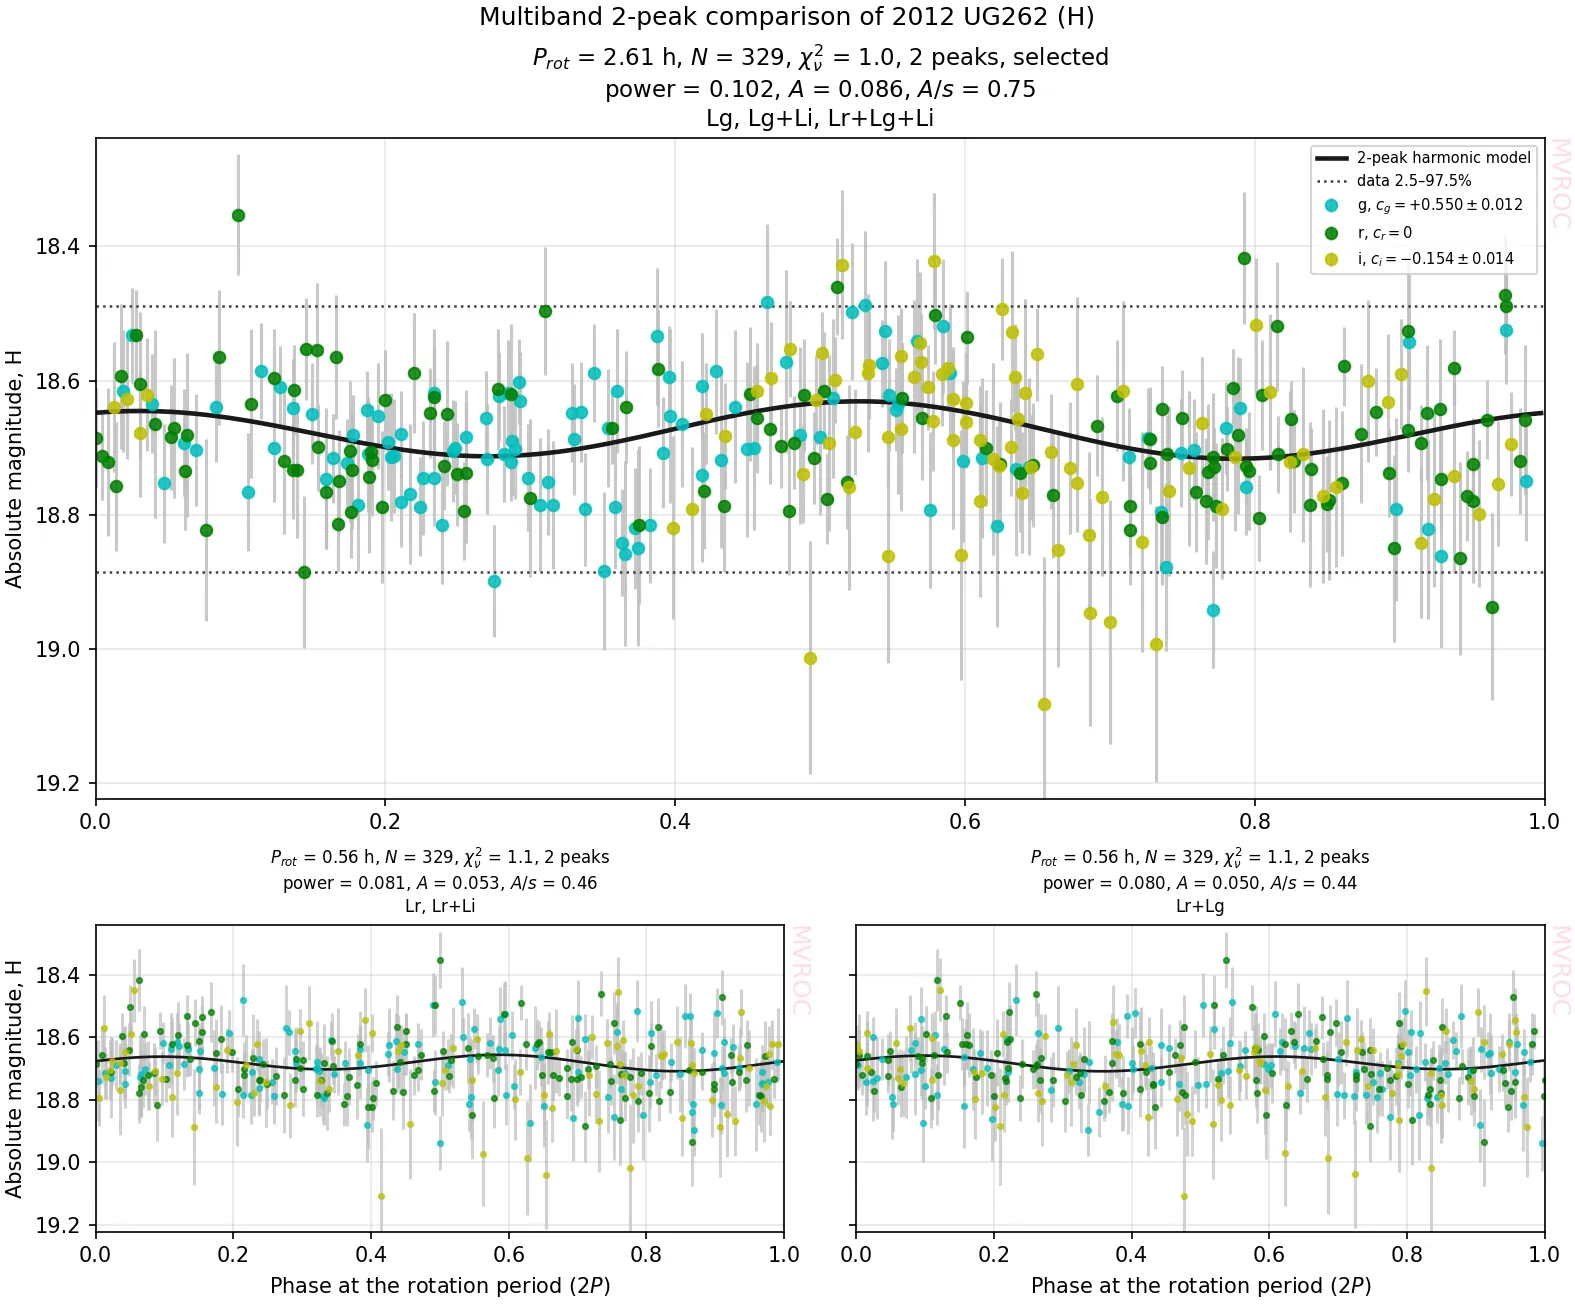 Multiband 2-peak comparison of 2012 UG262 (H)
P_rot = 2.61 h, N = 329, χ²_ν = 1.0, 2 peaks, selected
power = 0.102, A = 0.086, A/s = 0.75
Lg, Lg+Li, Lr+Lg+Li
2-peak harmonic model
data 2.5–97.5%
g, c_g = +0.550 ± 0.012
r, c_r = 0
i, c_i = −0.154 ± 0.014
MVROC
Absolute magnitude, H
18.4
18.6
18.8
19.0
19.2
0.0 0.2 0.4 0.6 0.8 1.0
P_rot = 0.56 h, N = 329, χ²_ν = 1.1, 2 peaks
power = 0.081, A = 0.053, A/s = 0.46
Lr, Lr+Li
MVROC
Absolute magnitude, H
18.4
18.6
18.8
19.0
19.2
0.0 0.2 0.4 0.6 0.8 1.0
Phase at the rotation period (2P)
P_rot = 0.56 h, N = 329, χ²_ν = 1.1, 2 peaks
power = 0.080, A = 0.050, A/s = 0.44
Lr+Lg
MVROC
0.0 0.2 0.4 0.6 0.8 1.0
Phase at the rotation period (2P)